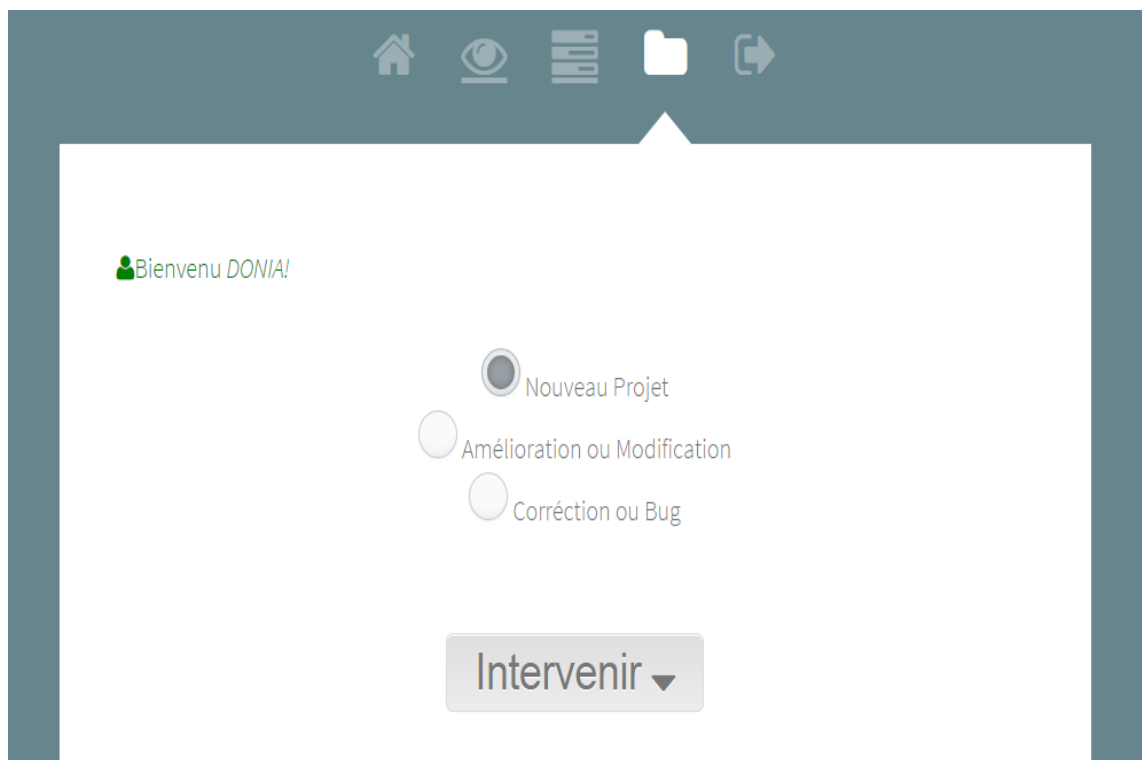 Bienvenu DONIA!
Nouveau Projet
Amélioration ou Modification
Corréction ou Bug
Intervenir